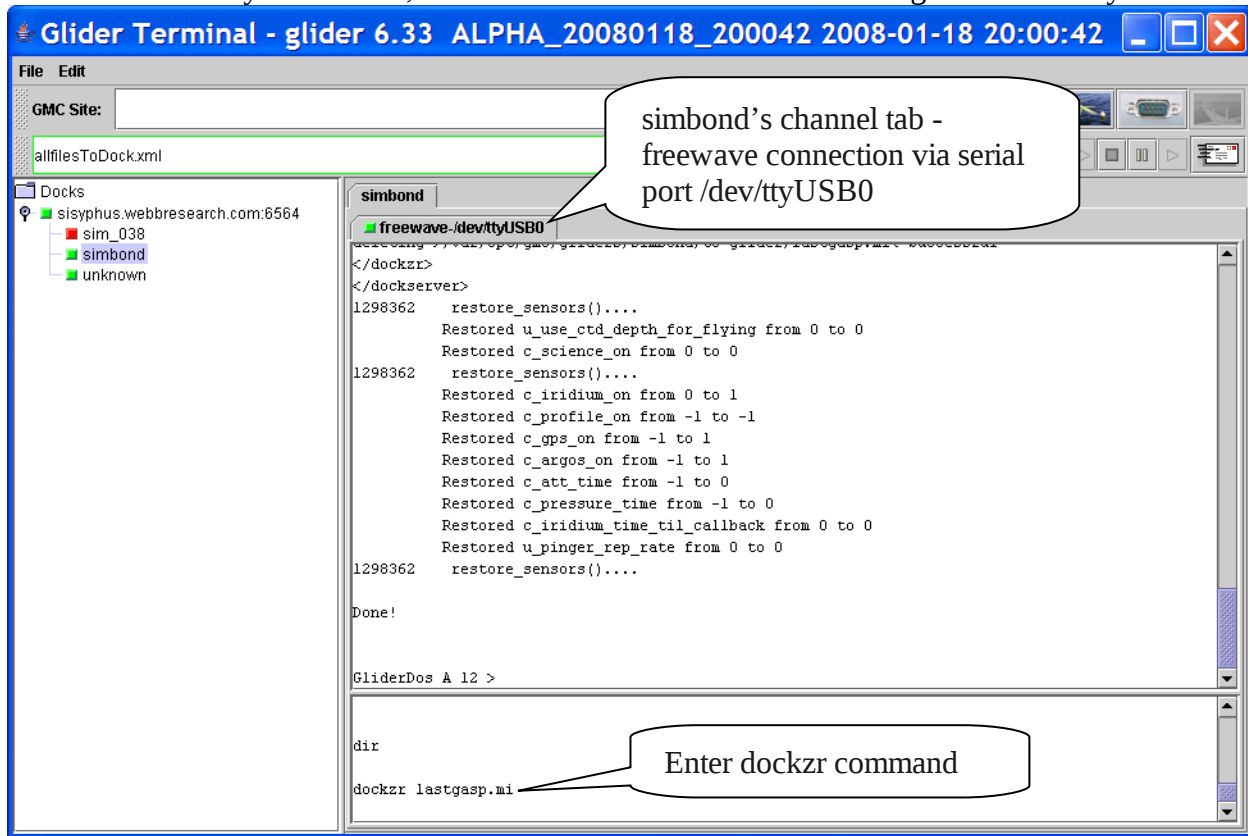 Glider Terminal - glider 6.33 ALPHA_20080118_200042 2008-01-18 20:00:42
File Edit
GMC Site:
allfilesToDock.xml
simbond’s channel tab -
freewave connection via serial
port /dev/ttyUSB0
Docks
sisyphus.webbresearch.com:6564
sim_038
simbond
unknown
simbond
freewave-/dev/ttyUSB0
</dockzr>
</dockserver>
1298362 restore_sensors()....
Restored u_use_ctd_depth_for_flying from 0 to 0
Restored c_science_on from 0 to 0
1298362 restore_sensors()....
Restored c_iridium_on from 0 to 1
Restored c_profile_on from -1 to -1
Restored c_gps_on from -1 to 1
Restored c_argos_on from -1 to 1
Restored c_att_time from -1 to 0
Restored c_pressure_time from -1 to 0
Restored c_iridium_time_til_callback from 0 to 0
Restored u_pinger_rep_rate from 0 to 0
1298362 restore_sensors()....
Done!
GliderDos A 12 >
dir
dockzr lastgasp.mi
Enter dockzr command